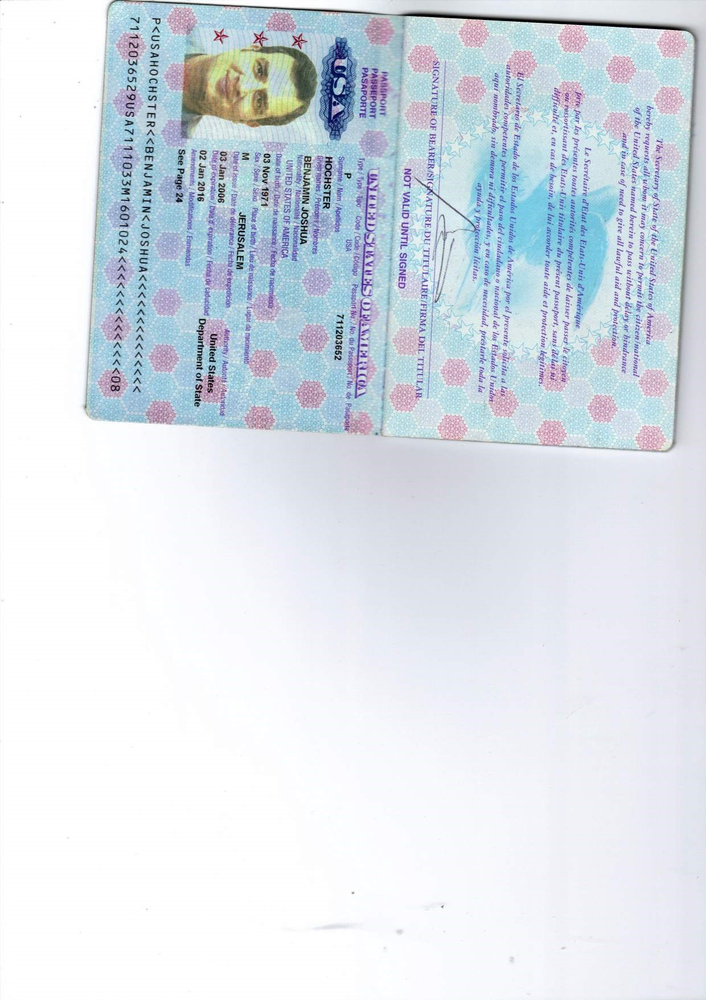 The Secretary of State of the United States of America
hereby requests all whom it may concern to permit the citizen/national
of the United States named herein to pass without delay or hindrance
and in case of need to give all lawful aid and protection.
Le Secrétaire d'Etat des Etats-Unis d'Amérique
prie par les présentes toutes autorités compétentes de laisser passer le citoyen
ou ressortissant des Etats-Unis titulaire du présent passeport, sans délai ni
difficulté et, en cas de besoin, de lui accorder toute aide et protection légitimes.
El Secretario de Estado de los Estados Unidos de América por el presente solicita a las
autoridades competentes permitir el paso del ciudadano o nacional de los Estados Unidos
aquí nombrado, sin demora ni dificultades, y en caso de necesidad, prestarle toda la
ayuda y protección lícitas.
SIGNATURE OF BEARER/SIGNATURE DU TITULAIRE/FIRMA DEL TITULAR
NOT VALID UNTIL SIGNED
PASSPORT
PASSEPORT
PASAPORTE
USA
UNITED STATES OF AMERICA
Type / Type / Tipo Code / Code / Código Passport No. / No. du Passeport / No. de Pasaporte
P USA 711203652
Surname / Nom / Apellidos
HOCHSTER
Given names / Prénoms / Nombres
BENJAMIN JOSHUA
Nationality / Nationalité / Nacionalidad
UNITED STATES OF AMERICA
Date of birth / Date de naissance / Fecha de nacimiento
03 Nov 1971
Sex / Sexe / Sexo Place of birth / Lieu de naissance / Lugar de nacimiento
M JERUSALEM
Date of issue / Date de délivrance / Fecha de expedición Authority / Autorité / Autoridad
03 Jan 2006 United States
Date of expiration / Date d'expiration / Fecha de caducidad
02 Jan 2016 Department of State
Amendments / Modifications / Enmiendas
See Page 24
P<USAHOCHSTER<<BENJAMIN<JOSHUA<<<<<<<<<<<<<<
7112036529USA7111033M1601024<<<<<<<<<<<<<<08